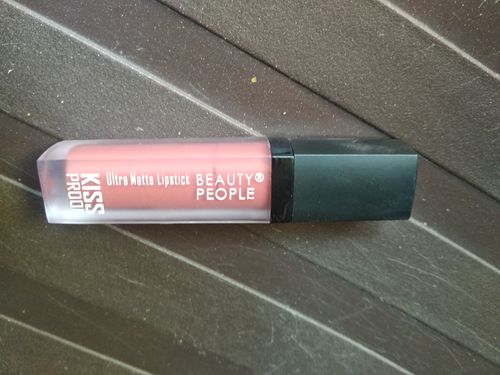 KISS
PROOF
Ultra Matte Lipstick
BEAUTY®
PEOPLE